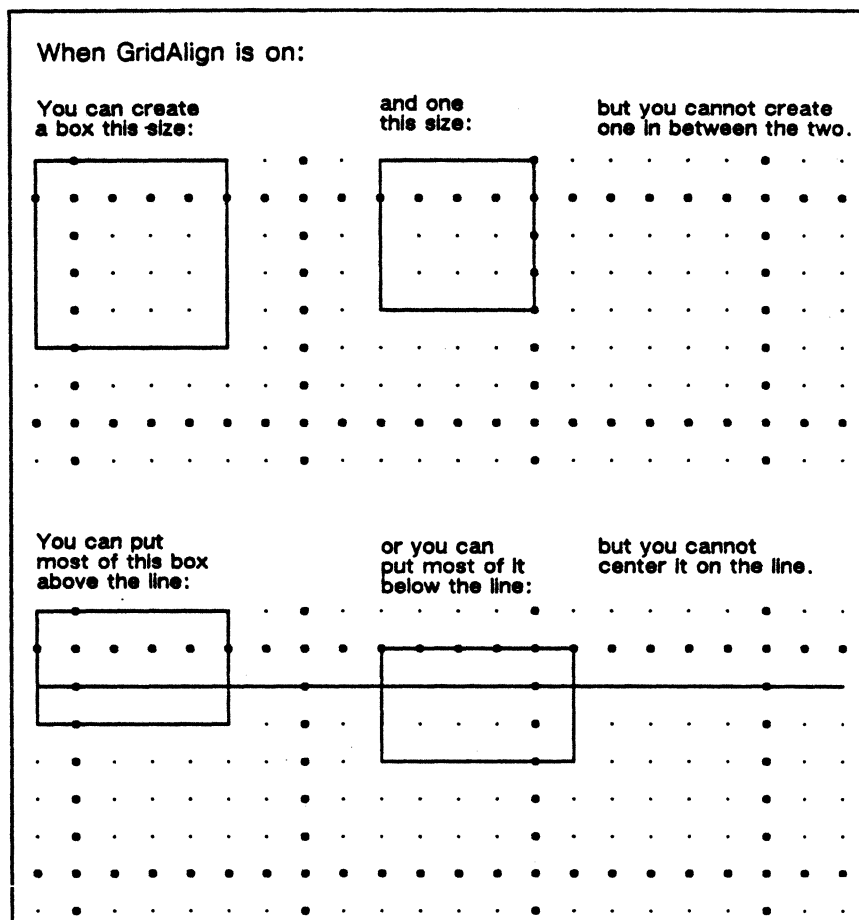 When GridAlign is on:
You can create
a box this size:
and one
this size:
but you cannot create
one in between the two.
You can put
most of this box
above the line:
or you can
put most of it
below the line:
but you cannot
center it on the line.